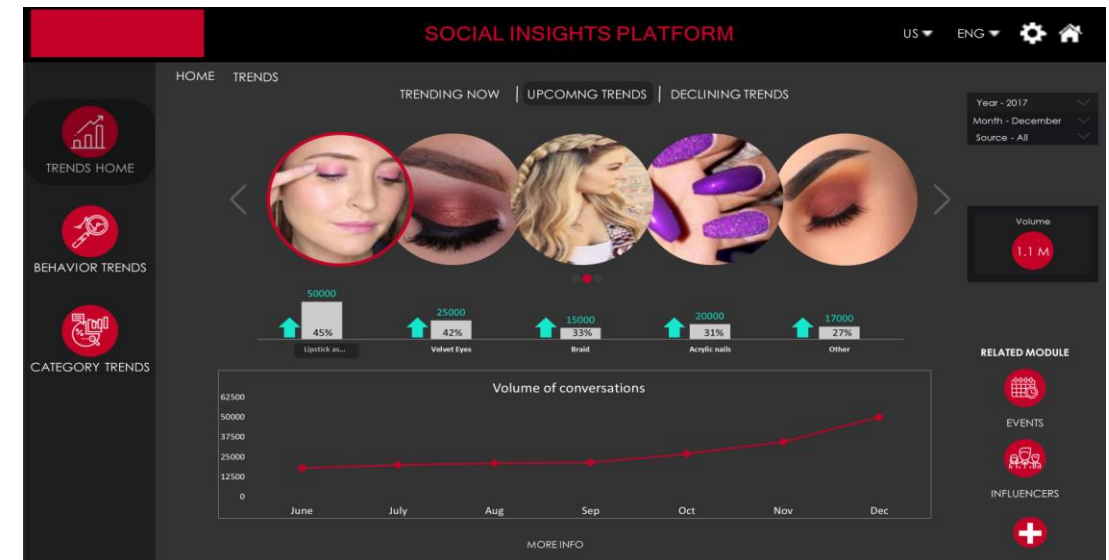 SOCIAL INSIGHTS PLATFORM
US
ENG
HOME
TRENDS
TRENDING NOW
UPCOMNG TRENDS
DECLINING TRENDS
Year - 2017
Month - December
Source - All
TRENDS HOME
BEHAVIOR TRENDS
CATEGORY TRENDS
Volume
1.1 M
50000
25000
15000
20000
17000
45%
42%
33%
31%
27%
Lipstick as...
Velvet Eyes
Braid
Acrylic nails
Other
Volume of conversations
62500
50000
37500
25000
12500
0
June
July
Aug
Sep
Oct
Nov
Dec
MORE INFO
RELATED MODULE
EVENTS
INFLUENCERS